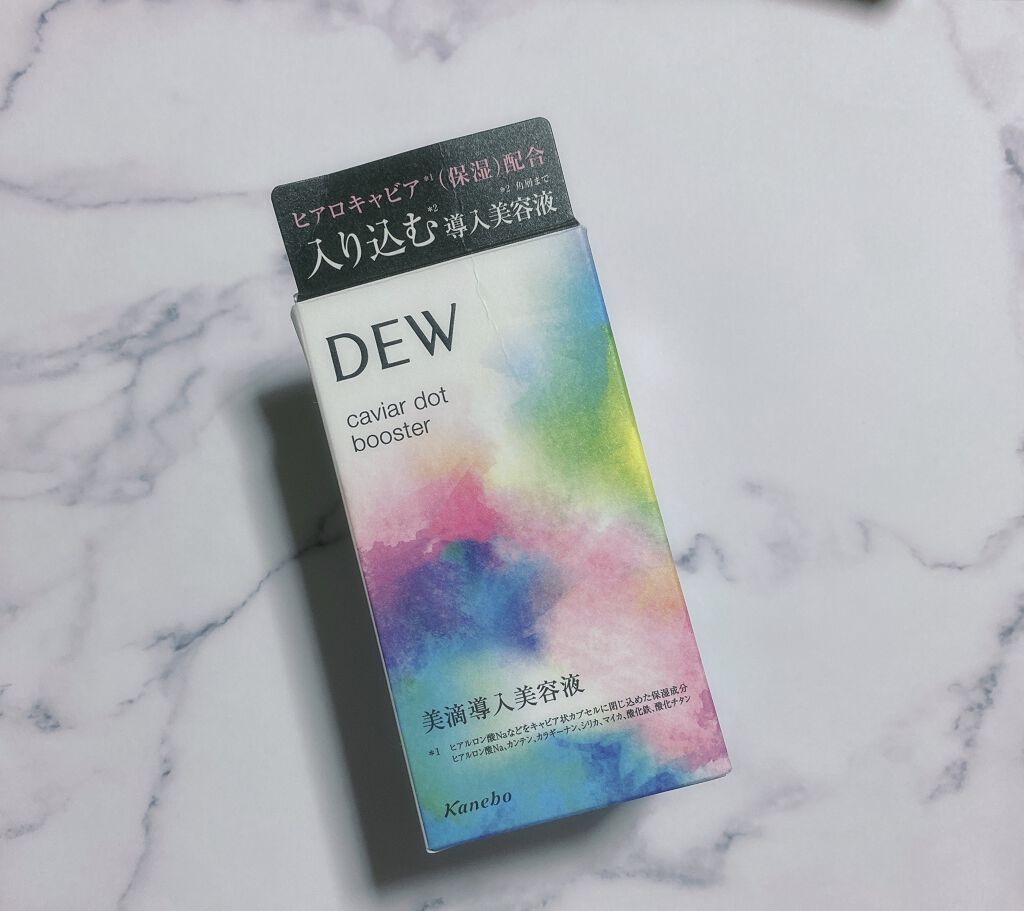 ヒアロキャビア*1(保湿)配合
*2 角層まで
入り込む*2 導入美容液
DEW
caviar dot
booster
美滴導入美容液
*1 ヒアルロン酸Naなどをキャビア状カプセルに閉じ込めた保湿成分
ヒアルロン酸Na、カンテン、カラギーナン、シリカ、マイカ、酸化鉄、酸化チタン
Kanebo